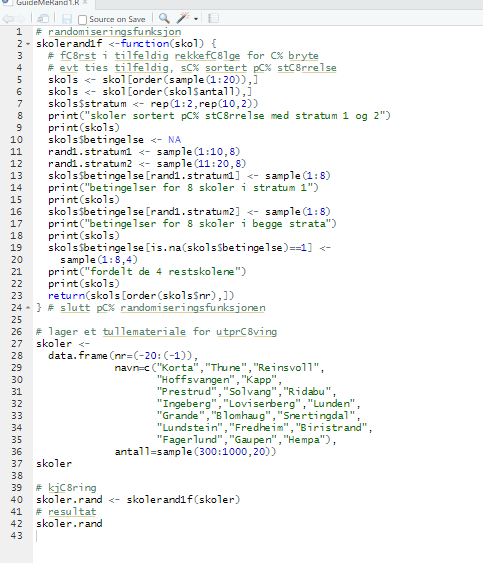 GuideMeRand1.R ×
Source on Save
1 # randomiseringsfunksjon
2 skolerand1f <-function(skol) {
3 # fC8rst i tilfeldig rekkefC8lge for C% bryte
4 # evt ties tilfeldig, sC% sortert pC% stC8rrelse
5 skols <- skol[order(sample(1:20)),]
6 skols <- skol[order(skol$antall),]
7 skols$stratum <- rep(1:2,rep(10,2))
8 print("skoler sortert pC% stC8rrelse med stratum 1 og 2")
9 print(skols)
10 skols$betingelse <- NA
11 rand1.stratum1 <- sample(1:10,8)
12 rand1.stratum2 <- sample(11:20,8)
13 skols$betingelse[rand1.stratum1] <- sample(1:8)
14 print("betingelser for 8 skoler i stratum 1")
15 print(skols)
16 skols$betingelse[rand1.stratum2] <- sample(1:8)
17 print("betingelser for 8 skoler i begge strata")
18 print(skols)
19 skols$betingelse[is.na(skols$betingelse)==1] <-
20 sample(1:8,4)
21 print("fordelt de 4 restskolene")
22 print(skols)
23 return(skols[order(skols$nr),])
24 } # slutt pC% randomiseringsfunksjonen
25
26 # lager et tullemateriale for utprC8ving
27 skoler <-
28 data.frame(nr=(-20:(-1)),
29 navn=c("Korta","Thune","Reinsvoll",
30 "Hoffsvangen","Kapp",
31 "Prestrud","Solvang","Ridabu",
32 "Ingeberg","Lovisenberg","Lunden",
33 "Grande","Blomhaug","Snertingdal",
34 "Lundstein","Fredheim","Biristrand",
35 "Fagerlund","Gaupen","Hempa"),
36 antall=sample(300:1000,20))
37 skoler
38
39 # kjC8ring
40 skoler.rand <- skolerand1f(skoler)
41 # resultat
42 skoler.rand
43